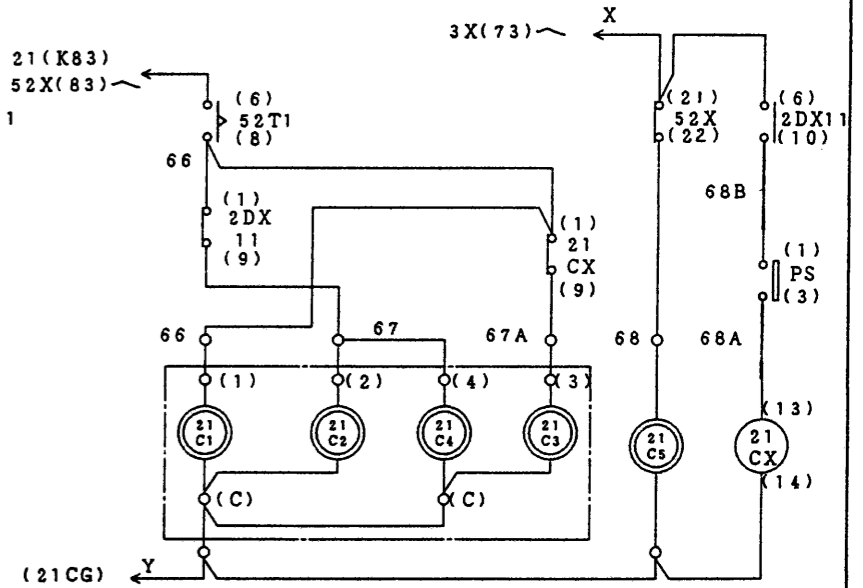 3X(73)
X
21(K83)
52X(83)
1
(6)
52T1
(8)
(21)
52X
(22)
(6)
2DX11
(10)
66
(1)
2DX
11
(9)
68B
(1)
21
CX
(9)
(1)
PS
(3)
66
67
67A
68
68A
(1)
(2)
(4)
(3)
(13)
21
C1
21
C2
21
C4
21
C3
21
C5
21
CX
(14)
(C)
(C)
(21CG)
Y